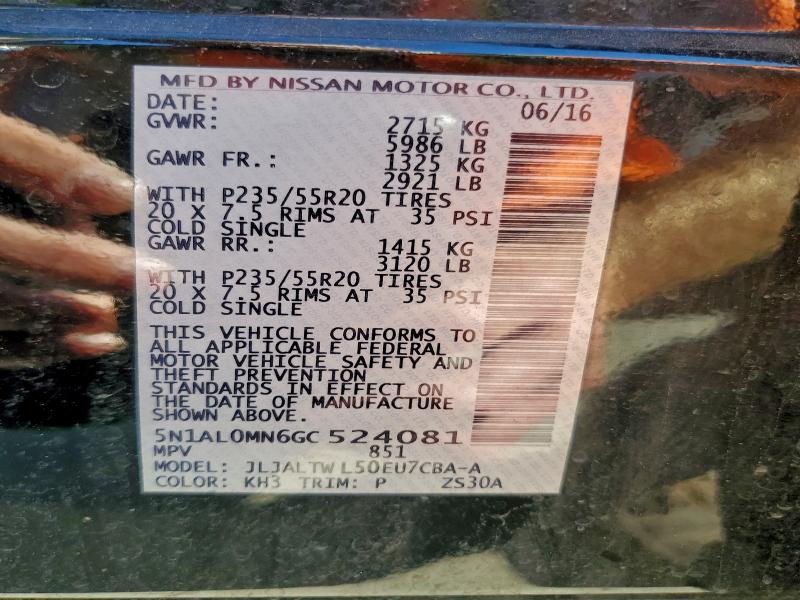 MFD BY NISSAN MOTOR CO., LTD.
DATE: 06/16
GVWR: 2715 KG
5986 LB
GAWR FR.: 1325 KG
2921 LB
WITH P235/55R20 TIRES
20 X 7.5 RIMS AT 35 PSI
COLD SINGLE
GAWR RR.: 1415 KG
3120 LB
WITH P235/55R20 TIRES
20 X 7.5 RIMS AT 35 PSI
COLD SINGLE
THIS VEHICLE CONFORMS TO
ALL APPLICABLE FEDERAL
MOTOR VEHICLE SAFETY AND
THEFT PREVENTION
STANDARDS IN EFFECT ON
THE DATE OF MANUFACTURE
SHOWN ABOVE.
5N1AL0MN6GC 524081
MPV 851
MODEL: JLJALTW L50EU7CBA-A
COLOR: KH3 TRIM: P ZS30A